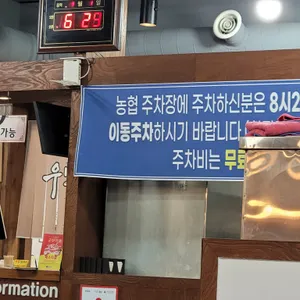 6:29
농협 주차장에 주차하신분은 8시2
이동주차하시기 바랍니다
주차비는 무료
가능
우
ormation